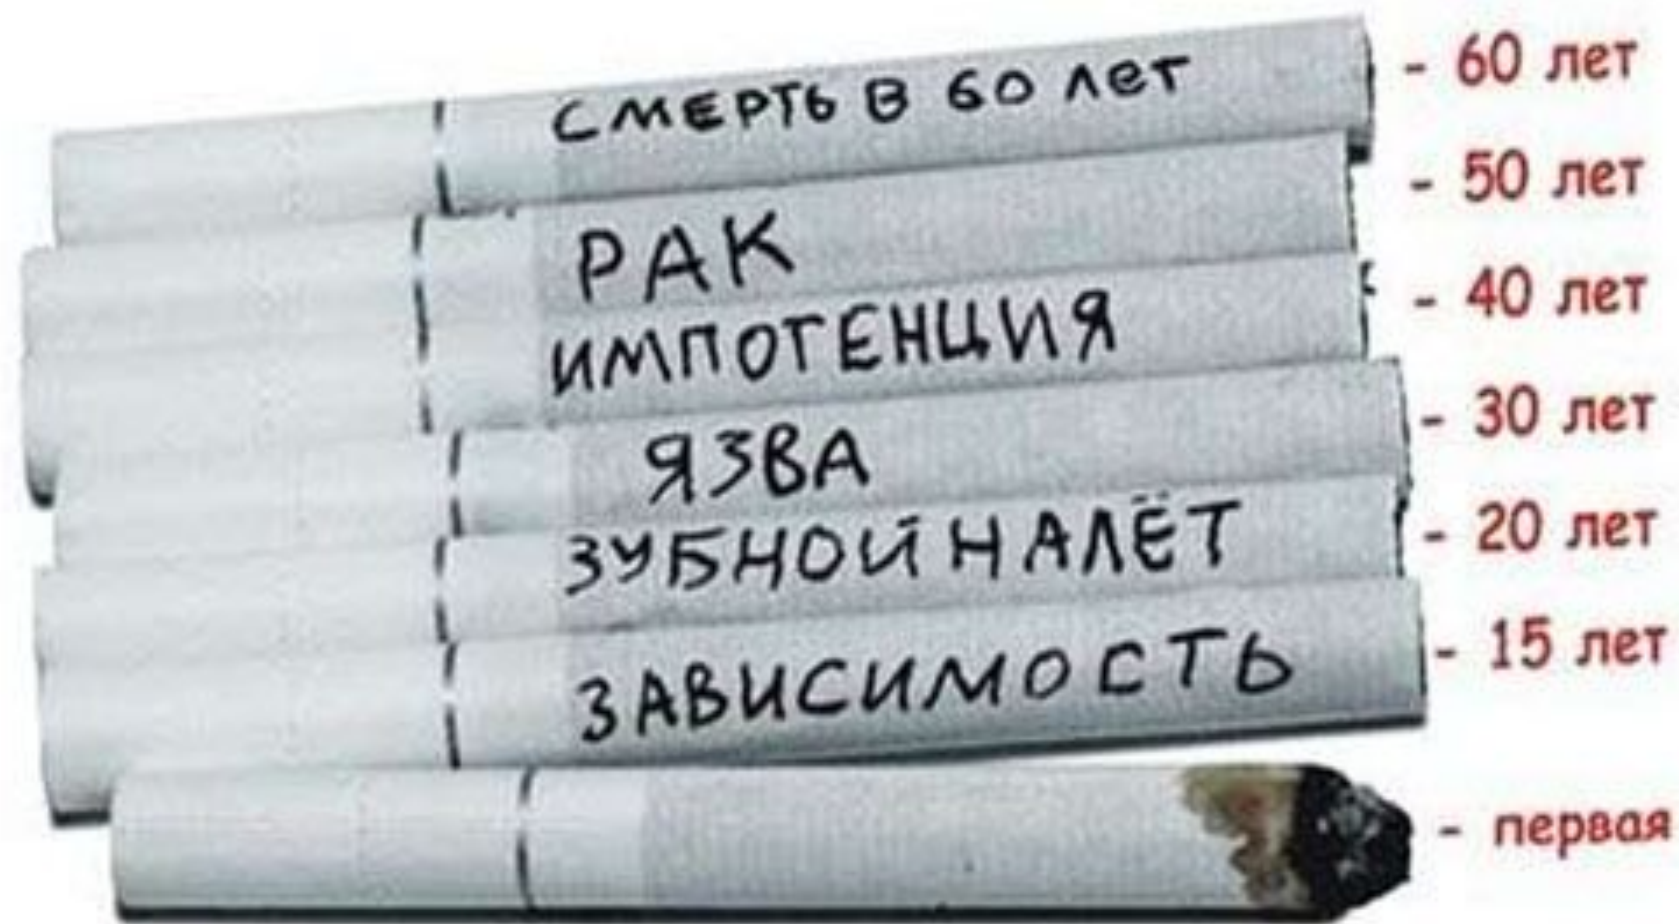 СМЕРТЬ В 60 лет - 60 лет
РАК - 50 лет
ИМПОТЕНЦИЯ - 40 лет
ЯЗВА - 30 лет
ЗУБНОЙ НАЛЁТ - 20 лет
ЗАВИСИМОСТЬ - 15 лет
- первая